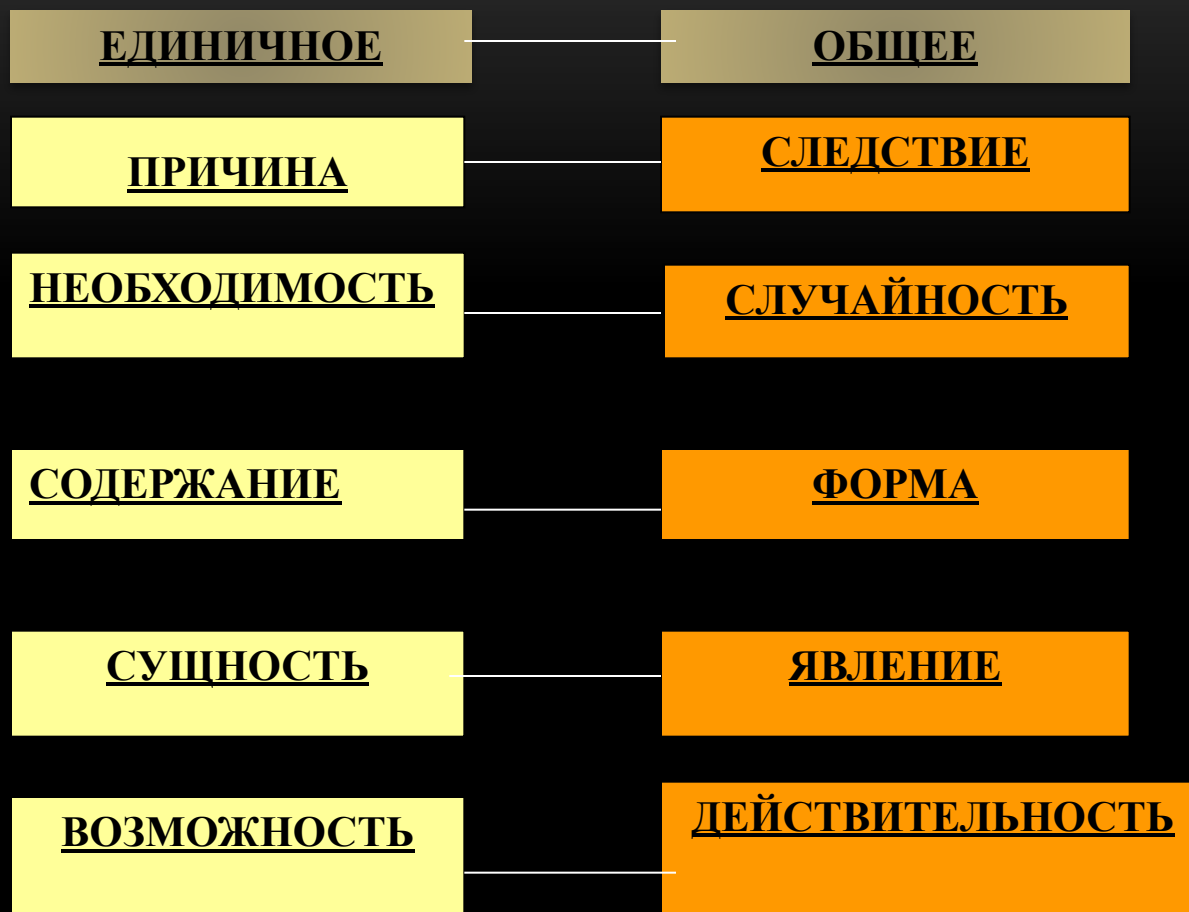 ЕДИНИЧНОЕ
ОБЩЕЕ
ПРИЧИНА
СЛЕДСТВИЕ
НЕОБХОДИМОСТЬ
СЛУЧАЙНОСТЬ
СОДЕРЖАНИЕ
ФОРМА
СУЩНОСТЬ
ЯВЛЕНИЕ
ВОЗМОЖНОСТЬ
ДЕЙСТВИТЕЛЬНОСТЬ